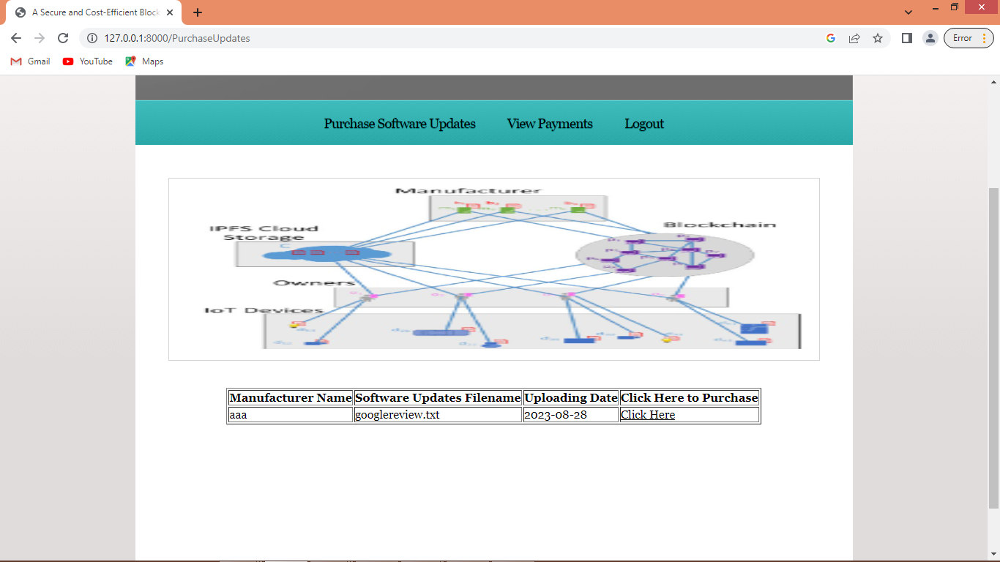 A Secure and Cost-Efficient Block
127.0.0.1:8000/PurchaseUpdates
Error
Gmail YouTube Maps
Purchase Software Updates View Payments Logout
Manufacturer
Blockchain
IPFS Cloud
Storage
C
Owners
IoT Devices
Manufacturer Name Software Updates Filename Uploading Date Click Here to Purchase
aaa googlereview.txt 2023-08-28 Click Here